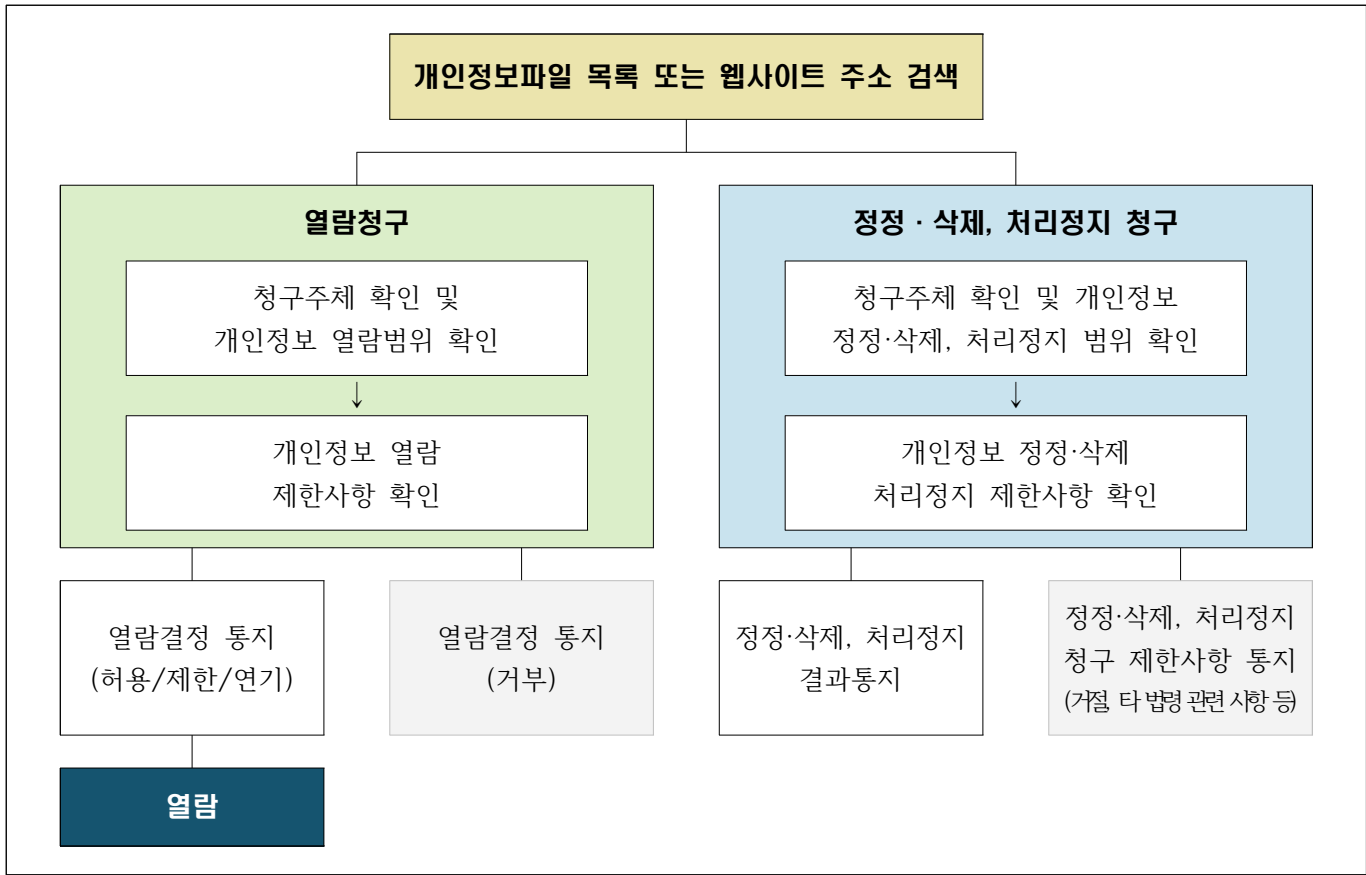 개인정보파일 목록 또는 웹사이트 주소 검색
열람청구
청구주체 확인 및
개인정보 열람범위 확인
↓
개인정보 열람
제한사항 확인
열람결정 통지
(허용/제한/연기)
열람결정 통지
(거부)
열람
정정 · 삭제, 처리정지 청구
청구주체 확인 및 개인정보
정정·삭제, 처리정지 범위 확인
↓
개인정보 정정·삭제
처리정지 제한사항 확인
정정·삭제, 처리정지
결과통지
정정·삭제, 처리정지
청구 제한사항 통지
(거절, 타 법령 관련 사항 등)